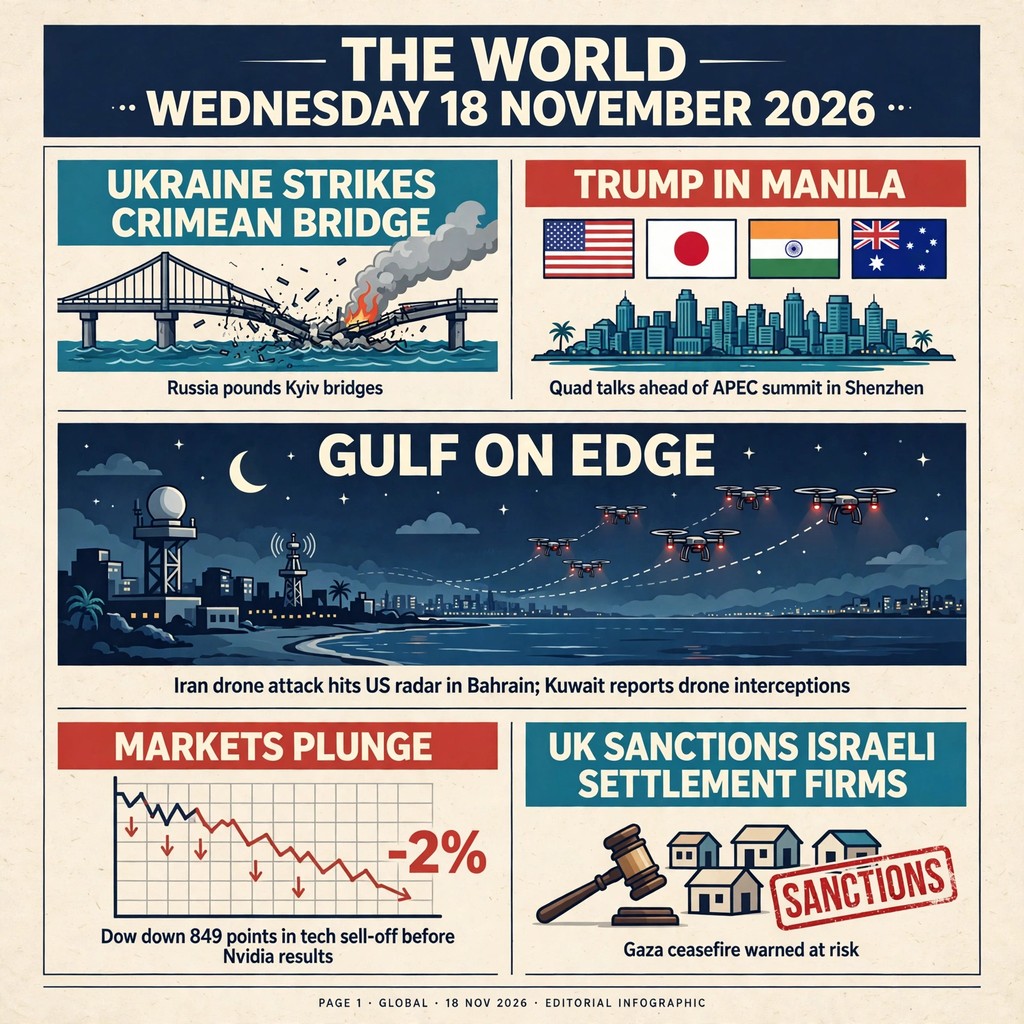 THE WORLD
WEDNESDAY 18 NOVEMBER 2026
UKRAINE STRIKES
CRIMEAN BRIDGE
Russia pounds Kyiv bridges
TRUMP IN MANILA
Quad talks ahead of APEC summit in Shenzhen
GULF ON EDGE
Iran drone attack hits US radar in Bahrain; Kuwait reports drone interceptions
MARKETS PLUNGE
-2%
Dow down 849 points in tech sell-off before
Nvidia results
UK SANCTIONS ISRAELI
SETTLEMENT FIRMS
SANCTIONS
Gaza ceasefire warned at risk
PAGE 1 · GLOBAL · 18 NOV 2026 · EDITORIAL INFOGRAPHIC